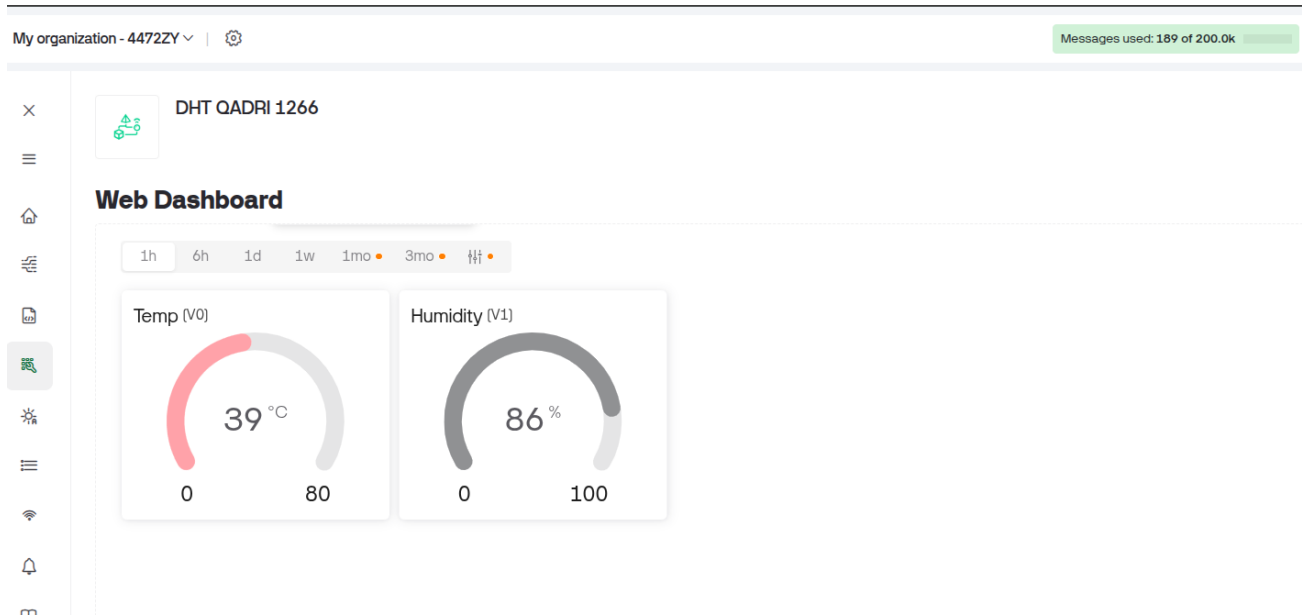 My organization - 4472ZY
Messages used: 189 of 200.0k
DHT QADRI 1266
Web Dashboard
1h 6h 1d 1w 1mo 3mo
Temp (V0) Humidity (V1)
39 °C 86 %
0 80 0 100